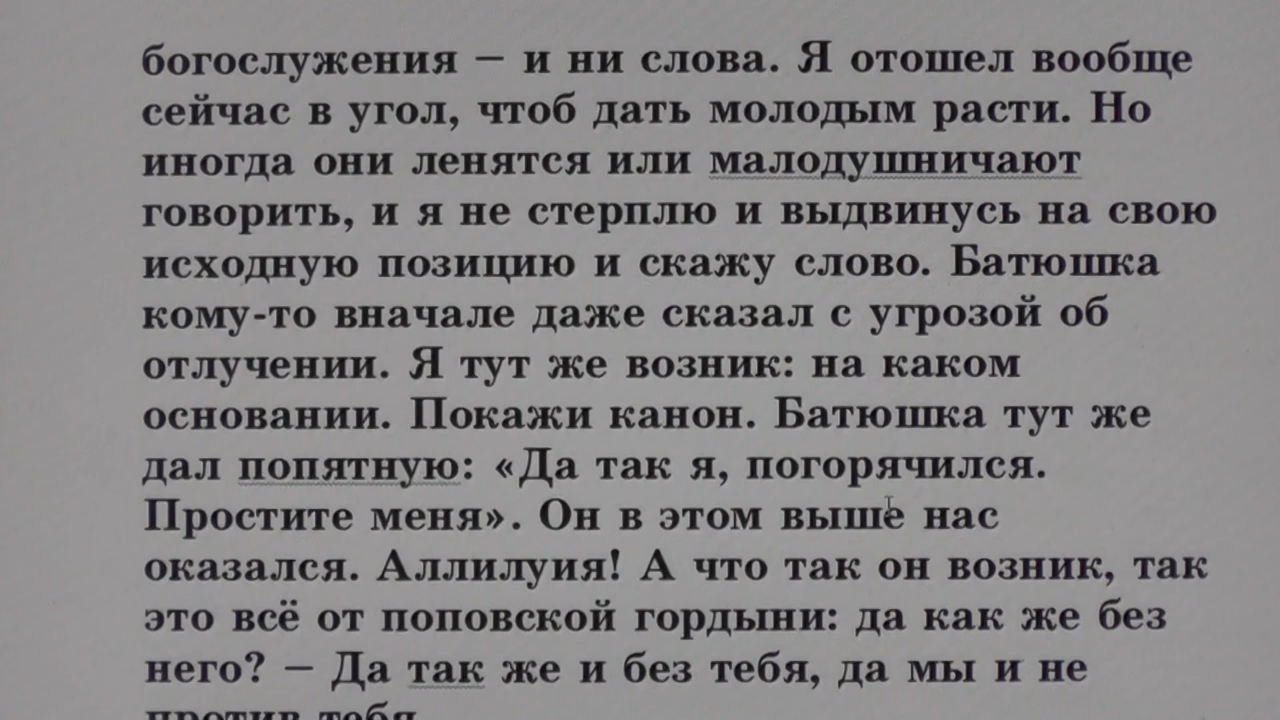 богослужения – и ни слова. Я отошел вообще
сейчас в угол, чтоб дать молодым расти. Но
иногда они ленятся или малодушничают
говорить, и я не стерплю и выдвинусь на свою
исходную позицию и скажу слово. Батюшка
кому-то вначале даже сказал с угрозой об
отлучении. Я тут же возник: на каком
основании. Покажи канон. Батюшка тут же
дал попятную: «Да так я, погорячился.
Простите меня». Он в этом выше нас
оказался. Аллилуия! А что так он возник, так
это всё от поповской гордыни: да как же без
него? – Да так же и без тебя, да мы и не
против тебя